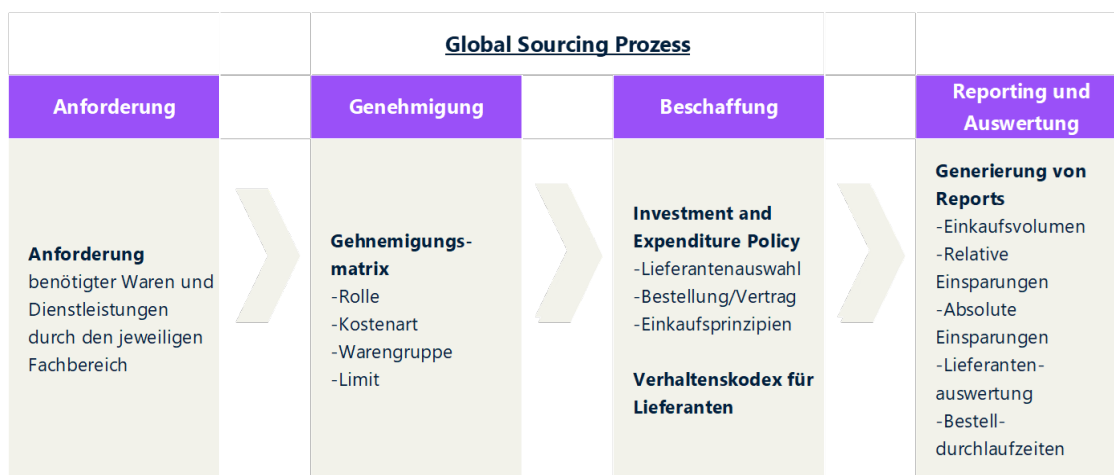 Global Sourcing Prozess
Anforderung
Genehmigung
Beschaffung
Reporting und
Auswertung
Anforderung
benötigter Waren und
Dienstleistungen
durch den jeweiligen
Fachbereich
Gehnemigungs-
matrix
-Rolle
-Kostenart
-Warengruppe
-Limit
Investment and
Expenditure Policy
-Lieferantenauswahl
-Bestellung/Vertrag
-Einkaufsprinzipien
Verhaltenskodex für
Lieferanten
Generierung von
Reports
-Einkaufsvolumen
-Relative
Einsparungen
-Absolute
Einsparungen
-Lieferanten-
auswertung
-Bestell-
durchlaufzeiten